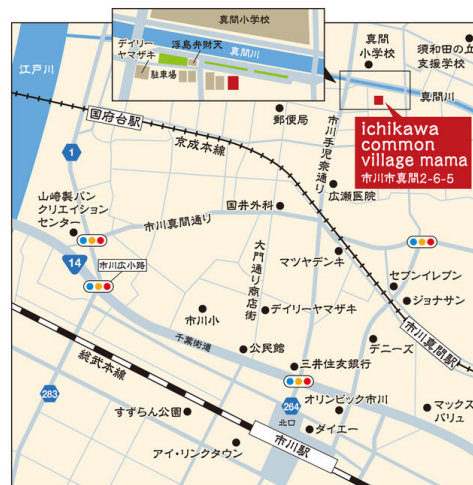 真間小学校
真間川
デイリー
ヤマザキ
浮島弁財天
駐車場
江戸川
真間
小学校
須和田の丘
支援学校
真間川
ichikawa
common
village mama
市川市真間2-6-5
国府台駅
京成本線
郵便局
市川手児奈通り
広瀬医院
1
山崎製パン
クリエイション
センター
市川真間通り
国井外科
14
市川広小路
大門通り商店街
マツヤデンキ
セブンイレブン
ジョナサン
市川小
デイリーヤマザキ
市川真間駅
千葉街道
公民館
デニーズ
三井住友銀行
総武本線
283
すずらん公園
264
オリンピック市川
北口
ダイエー
マックス
バリュ
市川駅
アイ・リンクタウン